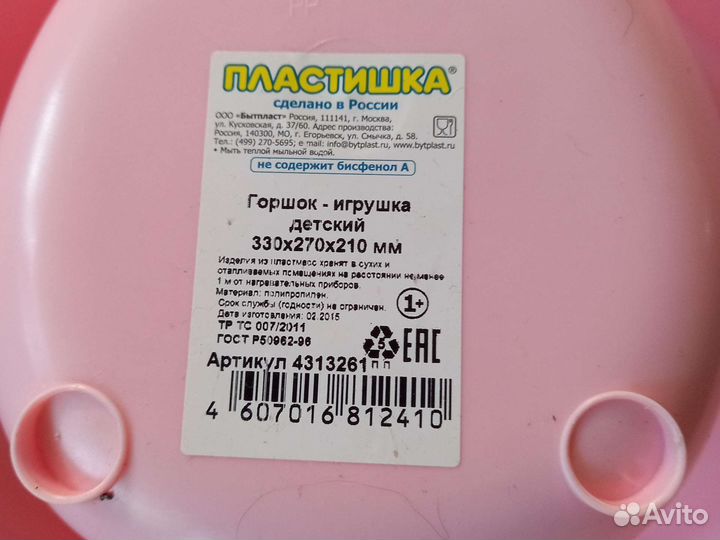 PP
ПЛАСТИШКА®
сделано в России
ООО «Бытпласт» Россия, 111141, г. Москва,
ул. Кусковская, д. 37/60. Адрес производства:
Россия, 140300, МО, г. Егорьевск, ул. Смычка, д. 58.
Тел.: (499) 270-5695; e mail: info@bytplast.ru, www.bytplast.ru
• Мыть теплой мыльной водой.
не содержит бисфенол А
Горшок - игрушка
детский
330x270x210 мм
Изделия из пластмасс хранят в сухих и
отапливаемых помещениях на расстоянии не менее
1 м от нагревательных приборов.
Материал: полипропилен.
Срок службы (годности) не ограничен.
Дата изготовления: 02.2015
ТР ТС 007/2011
ГОСТ Р50962-96
1+
5
ПП
EAC
Артикул 4313261
4 607016 812410
Avito